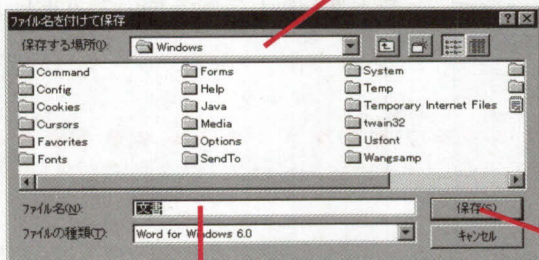 ファイル名を付けて保存
保存する場所(I):
Windows
Command
Forms
System
Config
Help
Temp
Cookies
Java
Temporary Internet Files
Cursors
Media
twain32
Favorites
Options
Usfont
Fonts
SendTo
Wangsamp
ファイル名(N):
文書
保存(S)
ファイルの種類(T):
Word for Windows 6.0
キャンセル